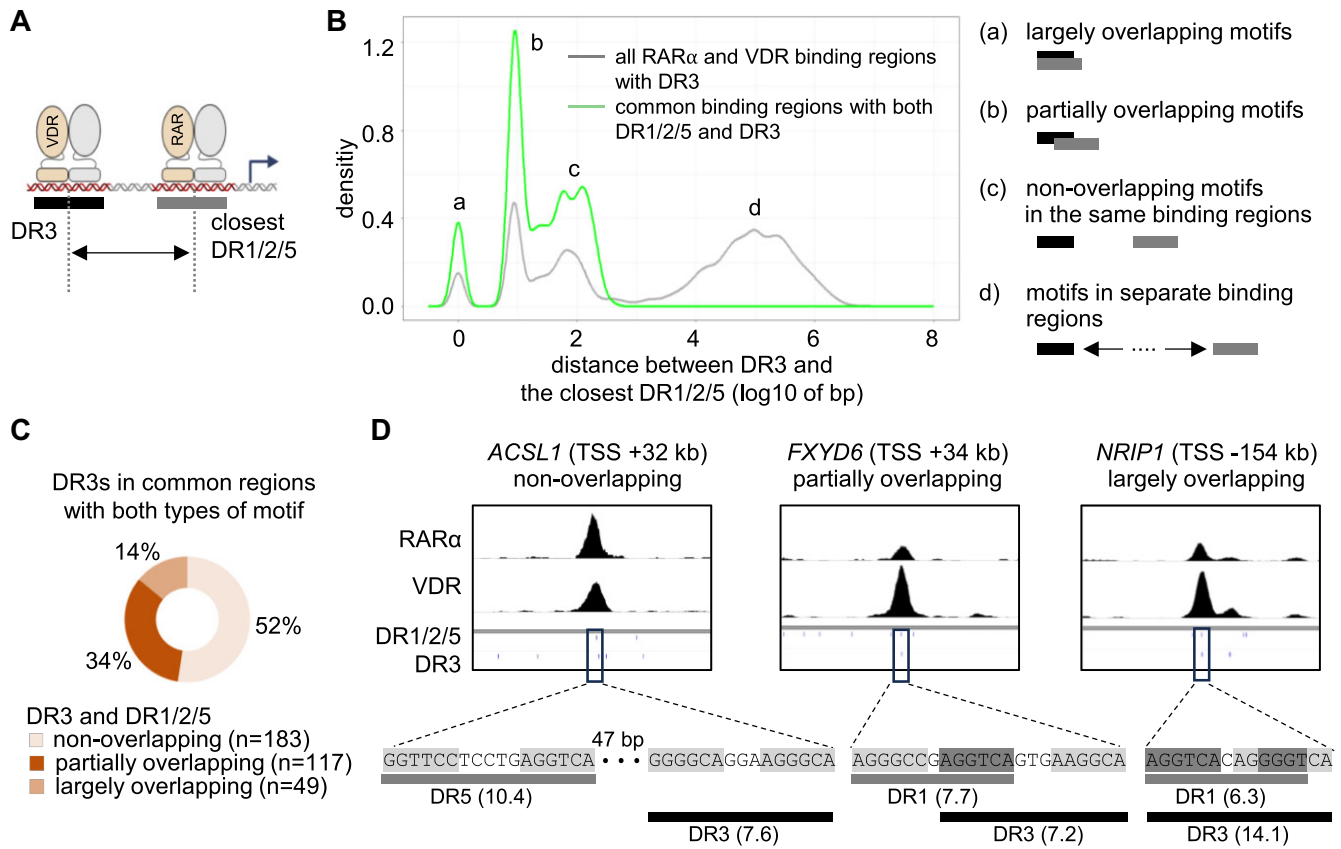 A
VDR
RAR
DR3
closest
DR1/2/5
B
1.2
0.8
0.4
0.0
densitiy
a
b
c
d
all RARα and VDR binding regions
with DR3
common binding regions with both
DR1/2/5 and DR3
0 2 4 6 8
distance between DR3 and
the closest DR1/2/5 (log10 of bp)
(a) largely overlapping motifs
(b) partially overlapping motifs
(c) non-overlapping motifs
in the same binding regions
d) motifs in separate binding
regions
C
DR3s in common regions
with both types of motif
14%
52%
34%
DR3 and DR1/2/5
non-overlapping (n=183)
partially overlapping (n=117)
largely overlapping (n=49)
D
ACSL1 (TSS +32 kb)
non-overlapping
FXYD6 (TSS +34 kb)
partially overlapping
NRIP1 (TSS -154 kb)
largely overlapping
RARα
VDR
DR1/2/5
DR3
47 bp
GGTTCCTCCTGAGGTCA • • • GGGGCAGGAAGGGCA
DR5 (10.4)
DR3 (7.6)
AGGGCCGAGGTCAGTGAAGGCA
DR1 (7.7)
DR3 (7.2)
AGGTCACAGGGGTCA
DR1 (6.3)
DR3 (14.1)